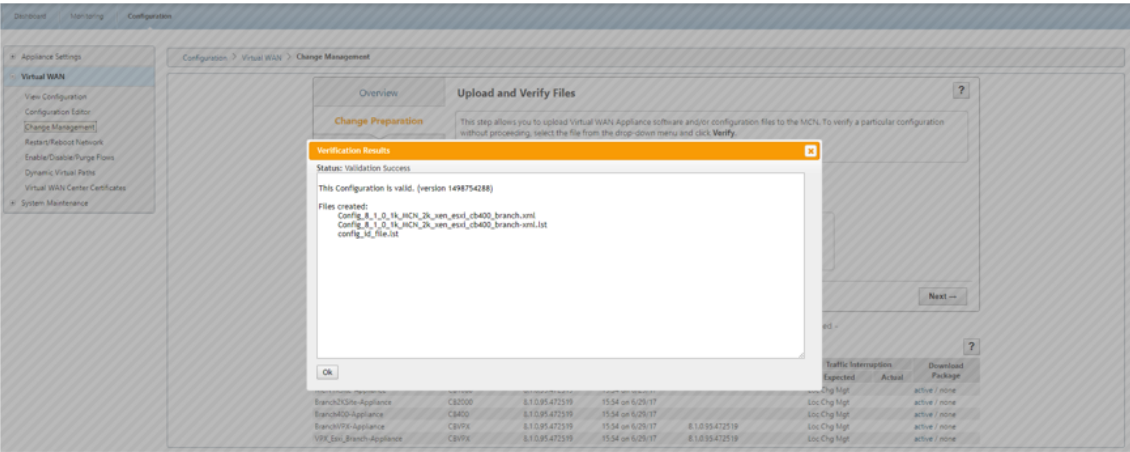 Dashboard Monitoring Configuration
+ Appliance Settings
- Virtual WAN
View Configuration
Configuration Editor
Change Management
Restart/Reboot Network
Enable/Disable/Purge Flows
Dynamic Virtual Paths
Virtual WAN Center Certificates
+ System Maintenance
Configuration > Virtual WAN > Change Management
Overview
Change Preparation
Upload and Verify Files
?
This step allows you to upload Virtual WAN Appliance software and/or configuration files to the MCN. To verify a particular configuration
without proceeding, select the file from the drop-down menu and click Verify.
Verification Results
Status: Validation Success
This Configuration is valid. (version 1498754288)
Files created:
Config_8_1_0_1k_MCN_2k_xen_esxi_cb400_branch.xml
Config_8_1_0_1k_MCN_2k_xen_esxi_cb400_branch-xml.lst
config_id_file.lst
Ok
Next →
ed -
?
Traffic Interruption Download
Expected Actual Package
Loc Chg Mgt active / none
Branch2KSite-Appliance CB2000 8.1.0.95.472519 15:54 on 6/29/17 Loc Chg Mgt active / none
Branch400-Appliance CB400 8.1.0.95.472519 15:54 on 6/29/17 Loc Chg Mgt active / none
BranchVPX-Appliance CBVPX 8.1.0.95.472519 15:54 on 6/29/17 8.1.0.95.472519 Loc Chg Mgt active / none
VPX_Esxi_Branch-Appliance CBVPX 8.1.0.95.472519 15:54 on 6/29/17 8.1.0.95.472519 Loc Chg Mgt active / none